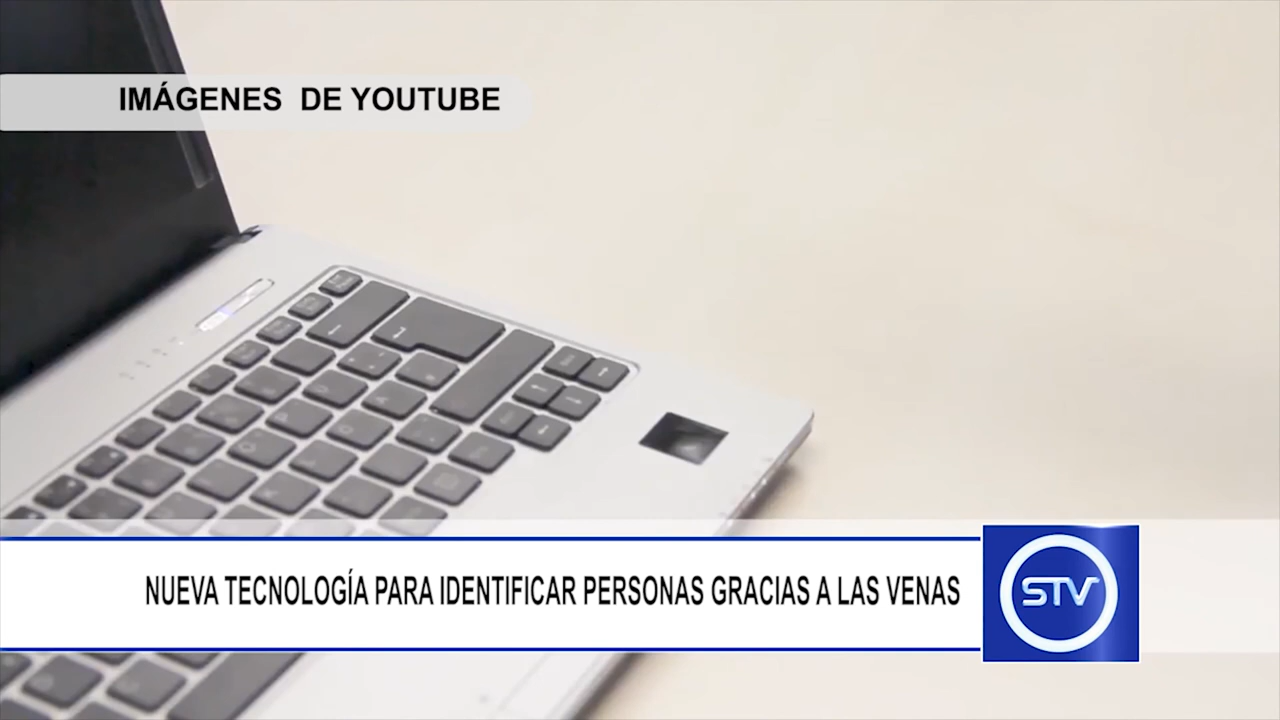 IMÁGENES DE YOUTUBE
NUEVA TECNOLOGÍA PARA IDENTIFICAR PERSONAS GRACIAS A LAS VENAS
STV